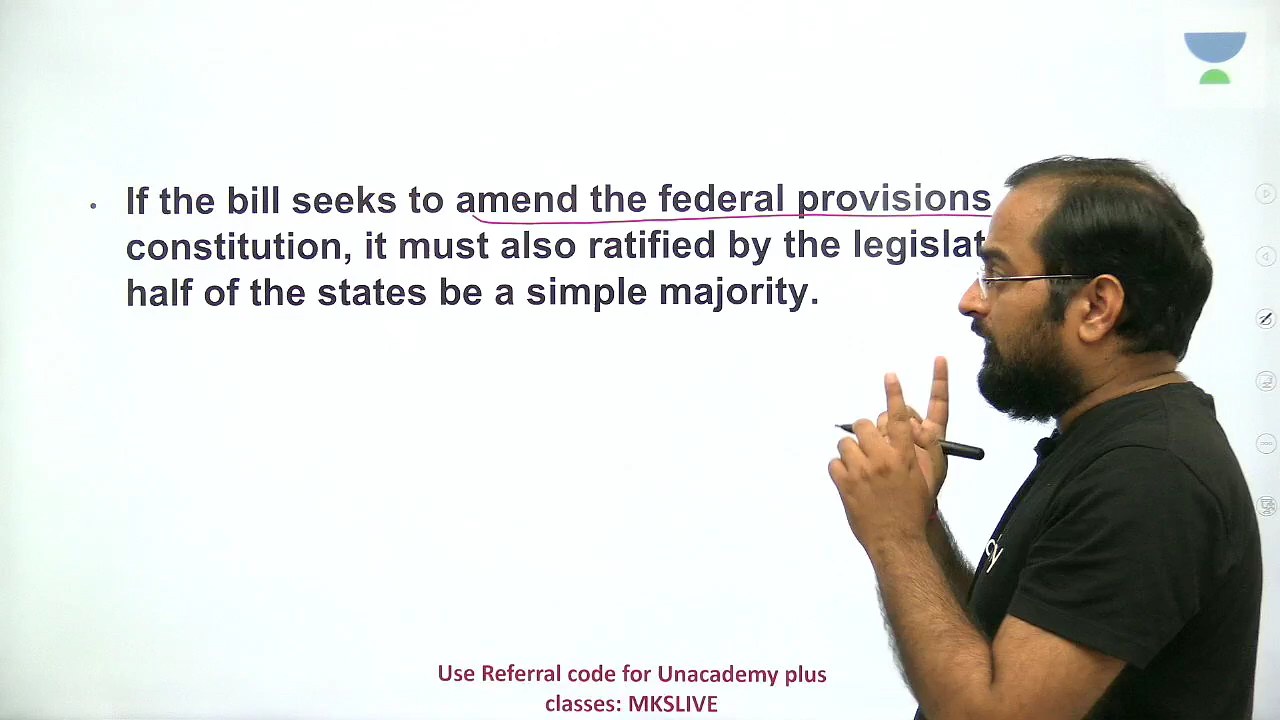 . If the bill seeks to amend the federal provisions
constitution, it must also ratified by the legislat
half of the states be a simple majority.
cy
Use Referral code for Unacademy plus
classes: MKSLIVE